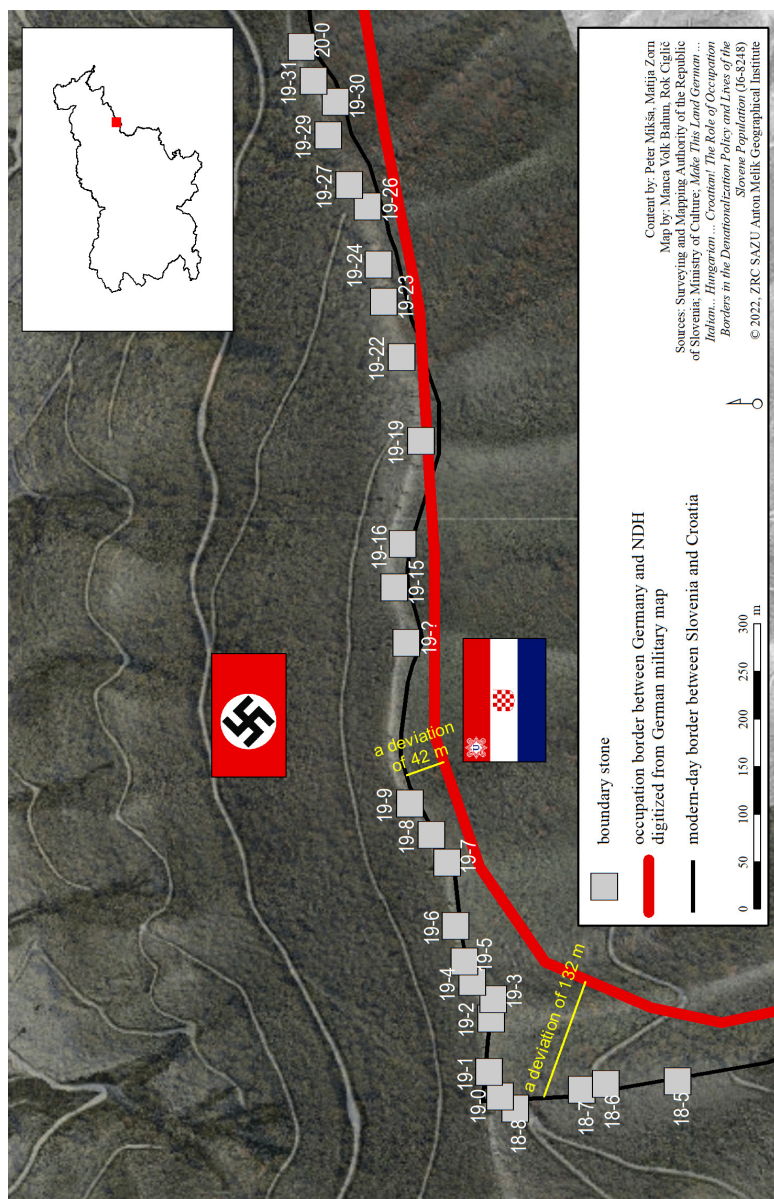 20-0
19-31
19-30
19-29
19-27
19-26
19-24
19-23
19-22
19-19
19-16
19-15
19-?
a deviation
of 42 m
19-9
19-8
19-7
19-6
19-5
19-4
19-3
19-2
19-1
19-0
18-8
a deviation of 132 m
18-7
18-6
18-5
U
boundary stone
occupation border between Germany and NDH
digitized from German military map
modern-day border between Slovenia and Croatia
0 50 100 150 200 250 300
m
Content by: Peter Mikša, Matija Zorn
Map by: Manca Volk Bahun, Rok Ciglič
Sources: Surveying and Mapping Authority of the Republic
of Slovenia; Ministry of Culture; Make This Land German ...
Italian... Hungarian ... Croatian! The Role of Occupation
Borders in the Denationalization Policy and Lives of the
Slovene Population (J6-8248)
© 2022, ZRC SAZU Anton Melik Geographical Institute